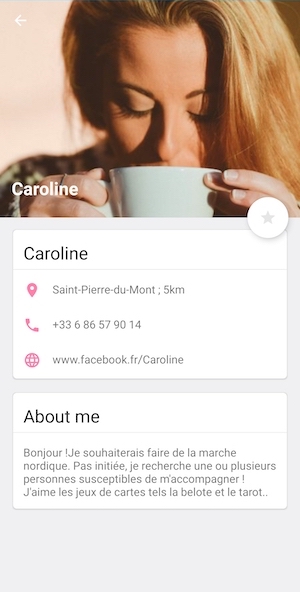 Caroline
Caroline
Saint-Pierre-du-Mont ; 5km
+33 6 86 57 90 14
www.facebook.fr/Caroline
About me
Bonjour !Je souhaiterais faire de la marche
nordique. Pas initiée, je recherche une ou plusieurs
personnes susceptibles de m'accompagner !
J'aime les jeux de cartes tels la belote et le tarot..